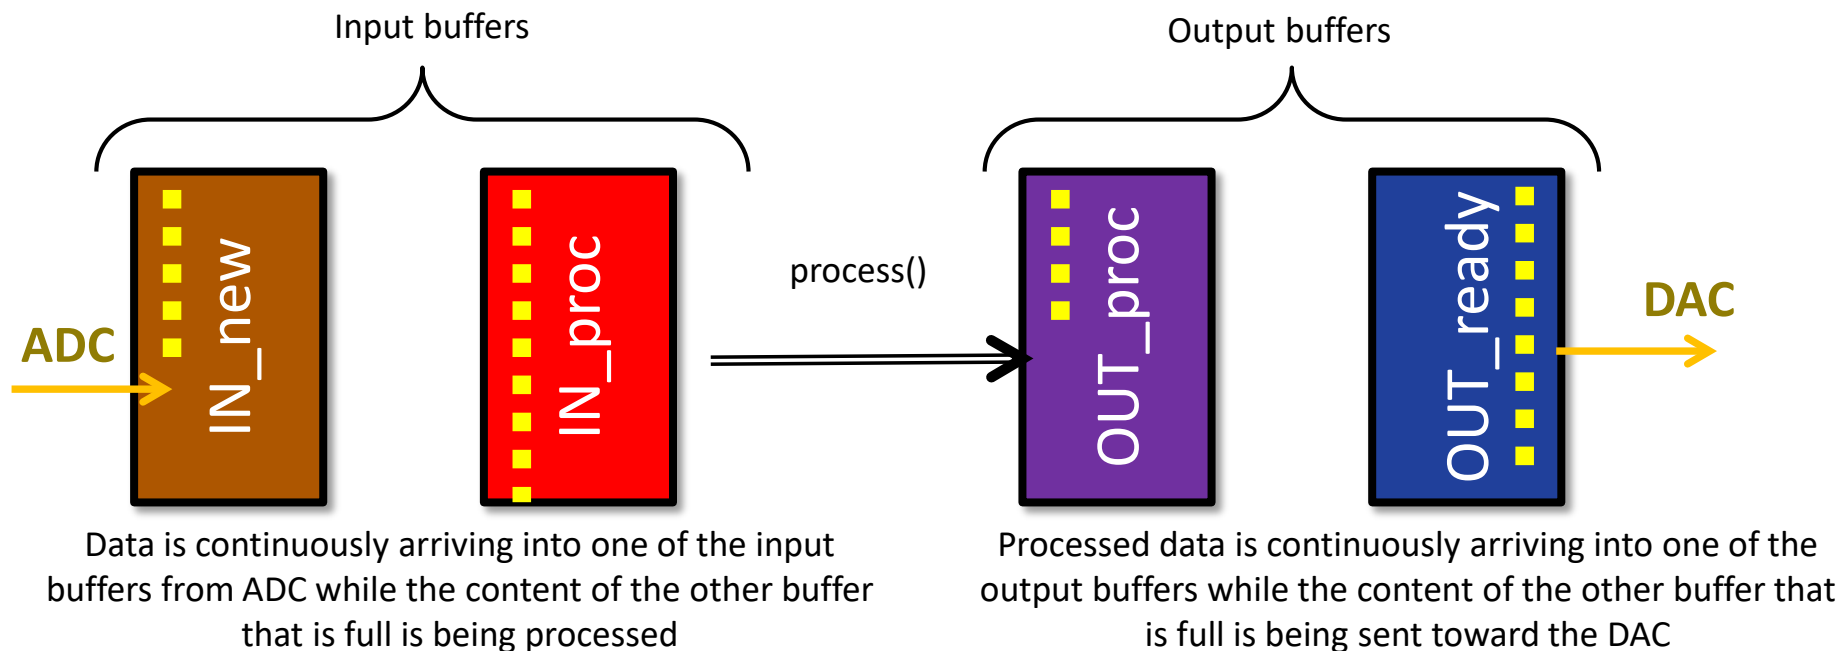 Input buffers
Output buffers
ADC
IN_new
IN_proc
process()
OUT_proc
OUT_ready
DAC
Data is continuously arriving into one of the input
buffers from ADC while the content of the other buffer
that is full is being processed
Processed data is continuously arriving into one of the
output buffers while the content of the other buffer that
is full is being sent toward the DAC